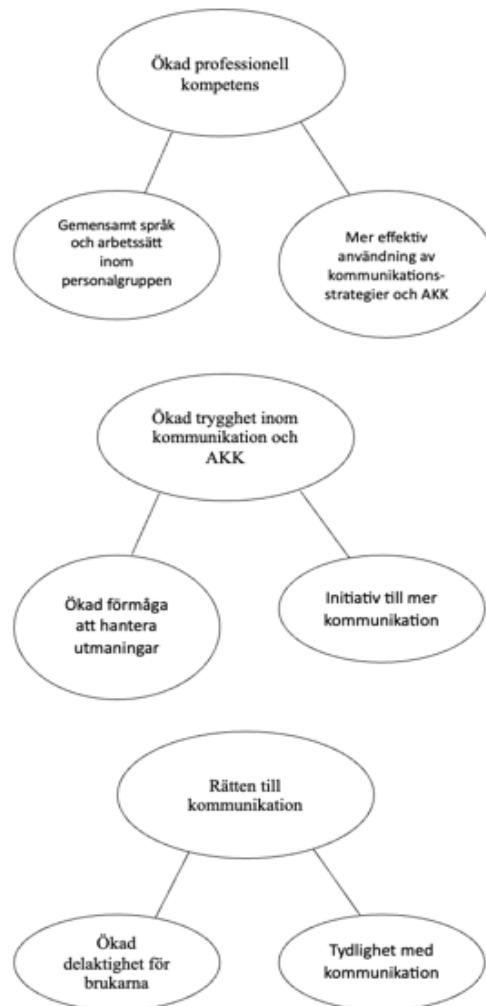 Ökad professionell
kompetens
Gemensamt språk
och arbetssätt
inom
personalgruppen
Mer effektiv
användning av
kommunikations-
strategier och AKK
Ökad trygghet inom
kommunikation och
AKK
Ökad förmåga
att hantera
utmaningar
Initiativ till mer
kommunikation
Rätten till
kommunikation
Ökad
delaktighet för
brukarna
Tydlighet med
kommunikation